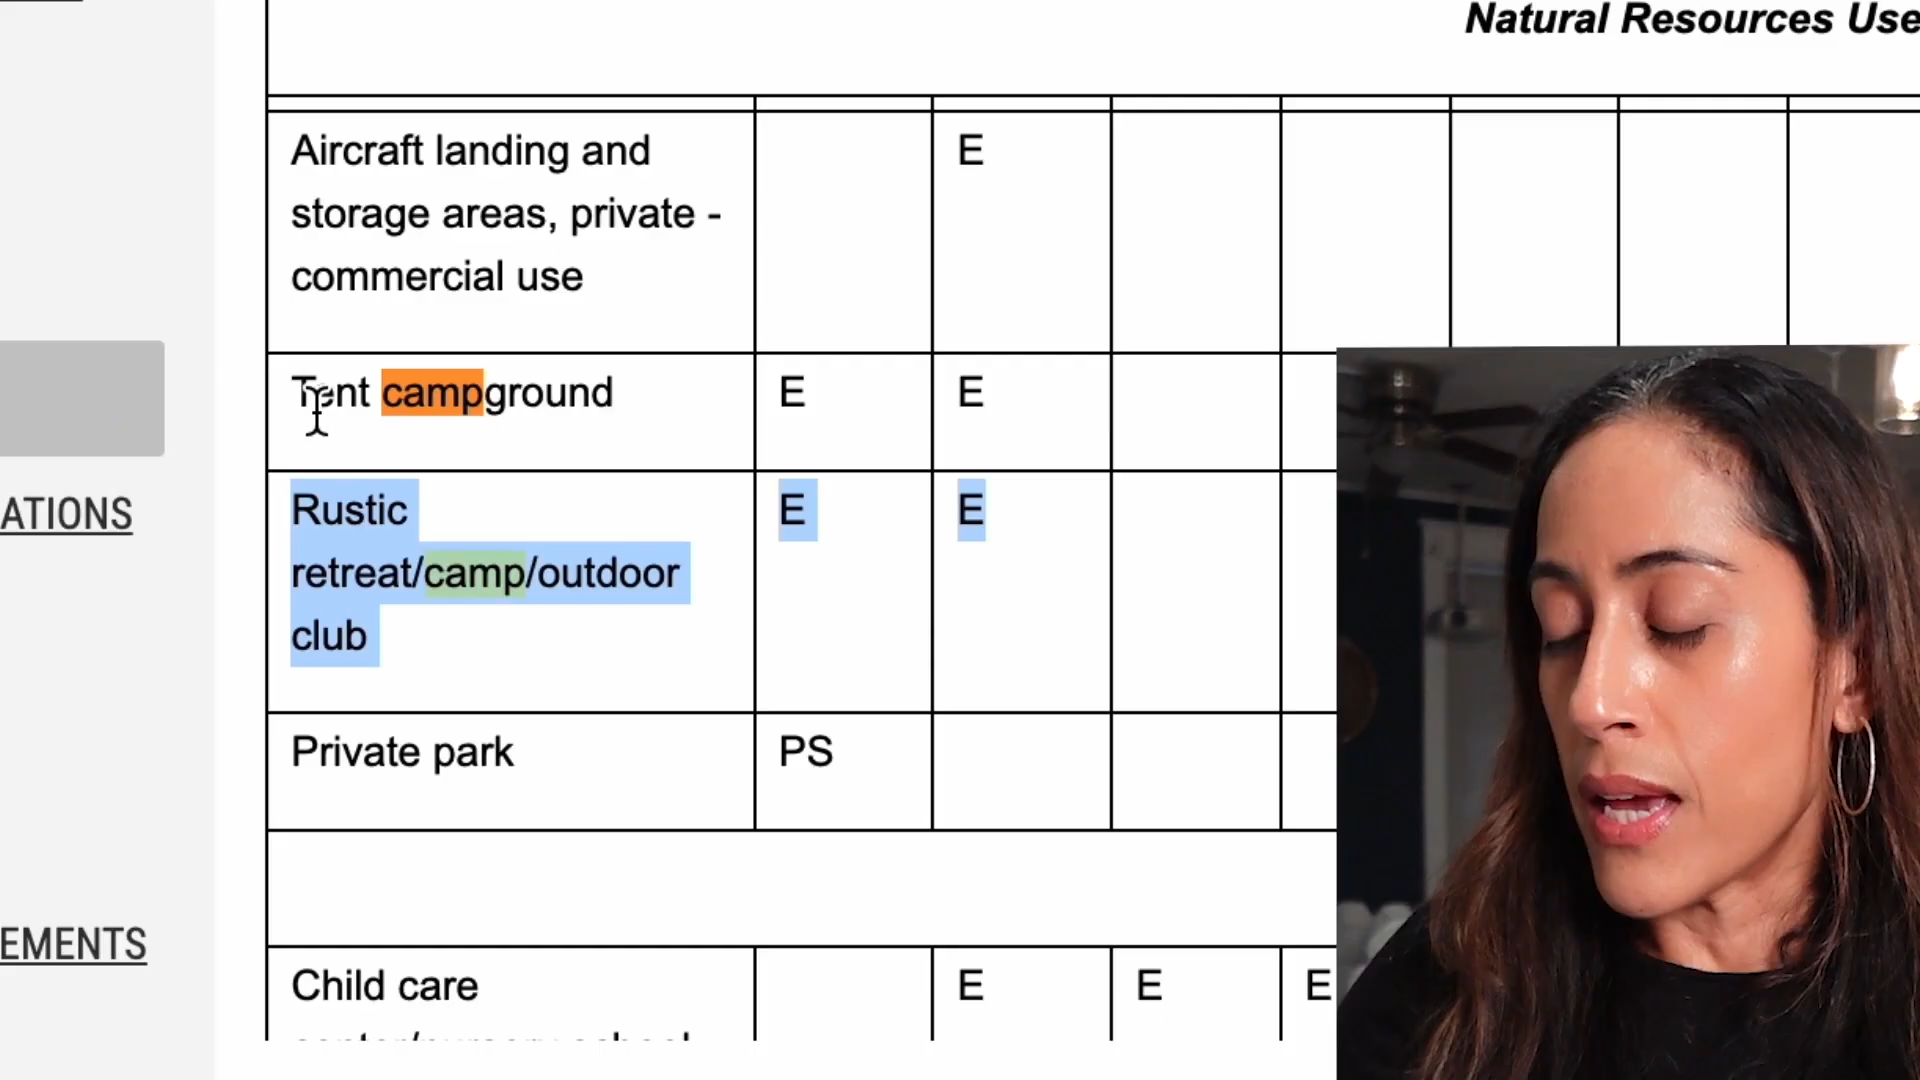 Natural Resources Use
Aircraft landing and
storage areas, private -
commercial use
E
Tent campground
E
E
Rustic
retreat/camp/outdoor
club
E
E
Private park
PS
Child care
E
E
E
ATIONS
EMENTS